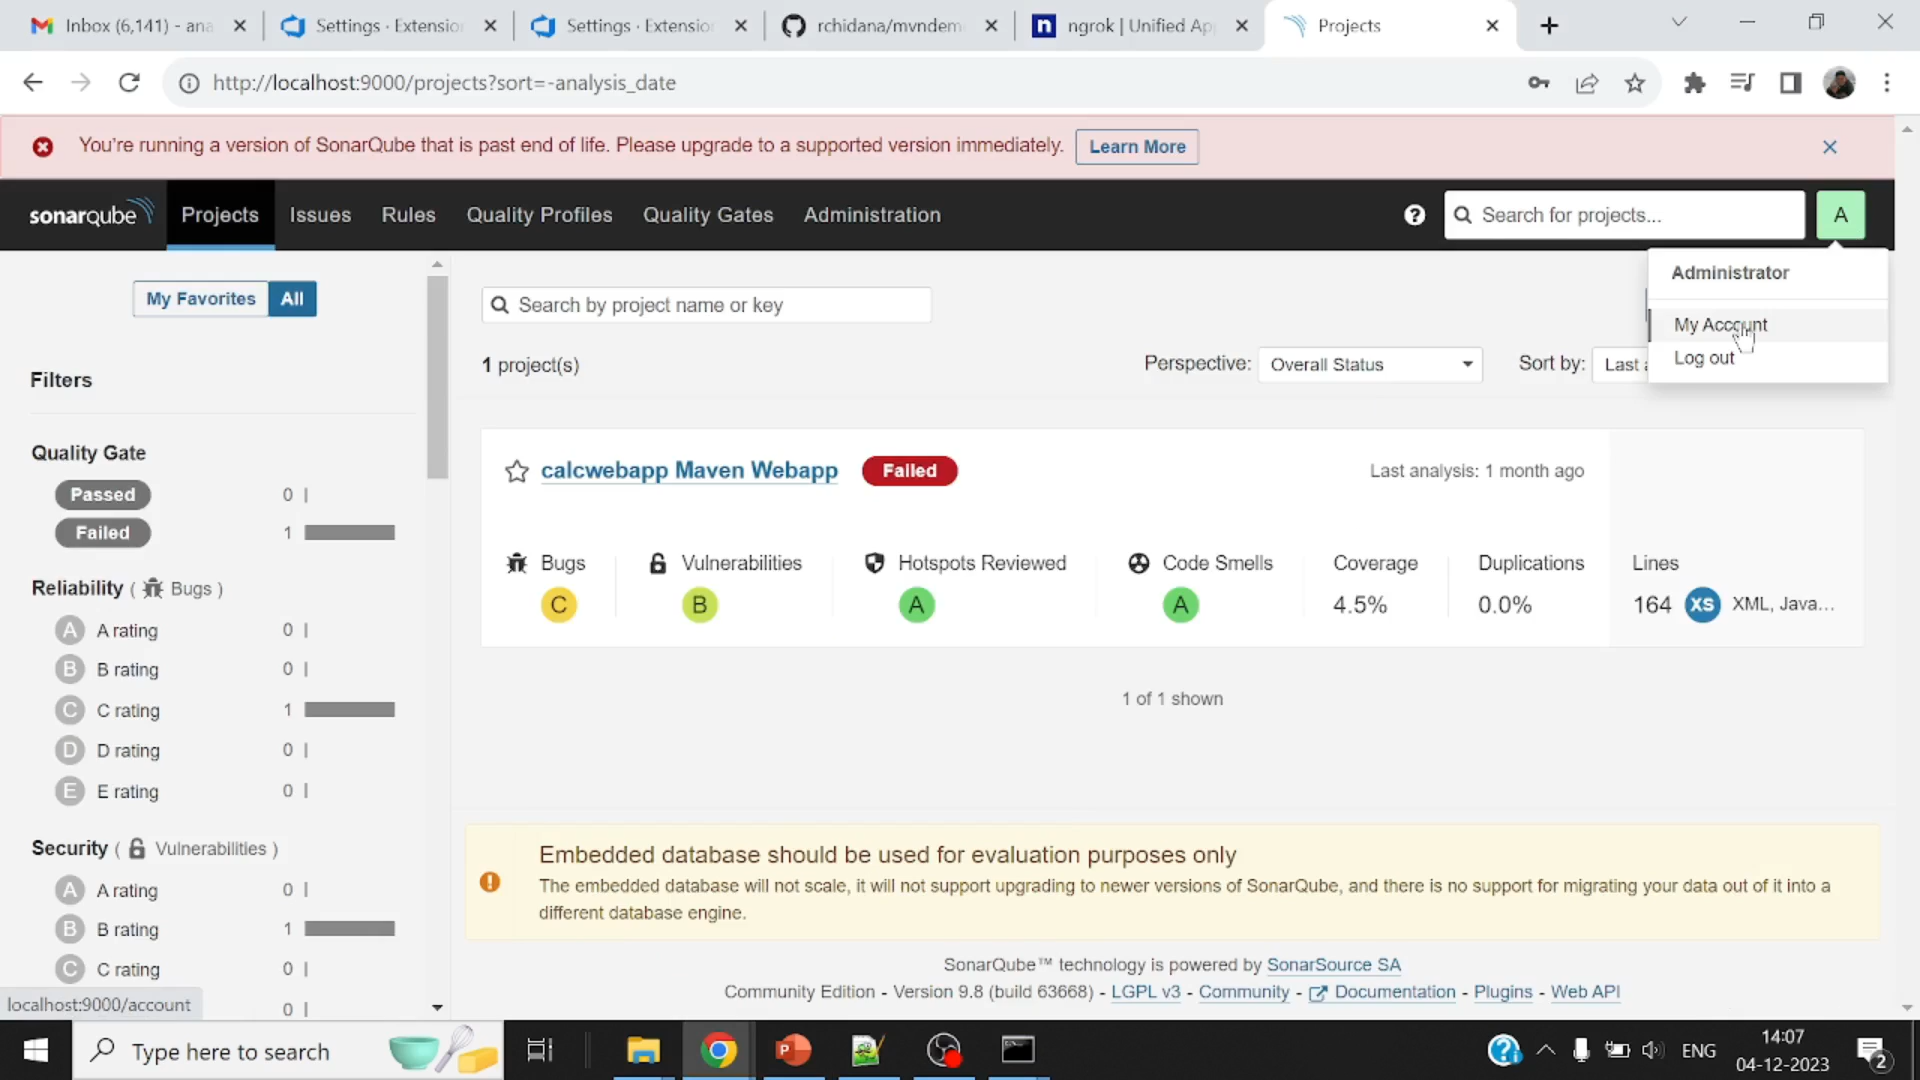 Inbox (6,141) - ana
Settings · Extension
Settings · Extension
rchidana/mvndem
ngrok | Unified Ap
Projects
http://localhost:9000/projects?sort=-analysis_date
You're running a version of SonarQube that is past end of life. Please upgrade to a supported version immediately.
Learn More
sonarqube
Projects
Issues
Rules
Quality Profiles
Quality Gates
Administration
Search for projects...
A
Administrator
My Account
Log out
My Favorites
All
Search by project name or key
1 project(s)
Perspective:
Overall Status
Sort by:
Last a
Filters
Quality Gate
Passed 0
Failed 1
Reliability ( Bugs )
A A rating 0
B B rating 0
C C rating 1
D D rating 0
E E rating 0
Security ( Vulnerabilities )
A A rating 0
B B rating 1
C C rating 0
0
calcwebapp Maven Webapp
Failed
Last analysis: 1 month ago
Bugs
Vulnerabilities
Hotspots Reviewed
Code Smells
Coverage
Duplications
Lines
C
B
A
A
4.5%
0.0%
164
XS
XML, Java...
1 of 1 shown
Embedded database should be used for evaluation purposes only
The embedded database will not scale, it will not support upgrading to newer versions of SonarQube, and there is no support for migrating your data out of it into a
different database engine.
SonarQube™ technology is powered by SonarSource SA
Community Edition - Version 9.8 (build 63668) - LGPL v3 - Community - Documentation - Plugins - Web API
localhost:9000/account
Type here to search
ENG
14:07
04-12-2023
2